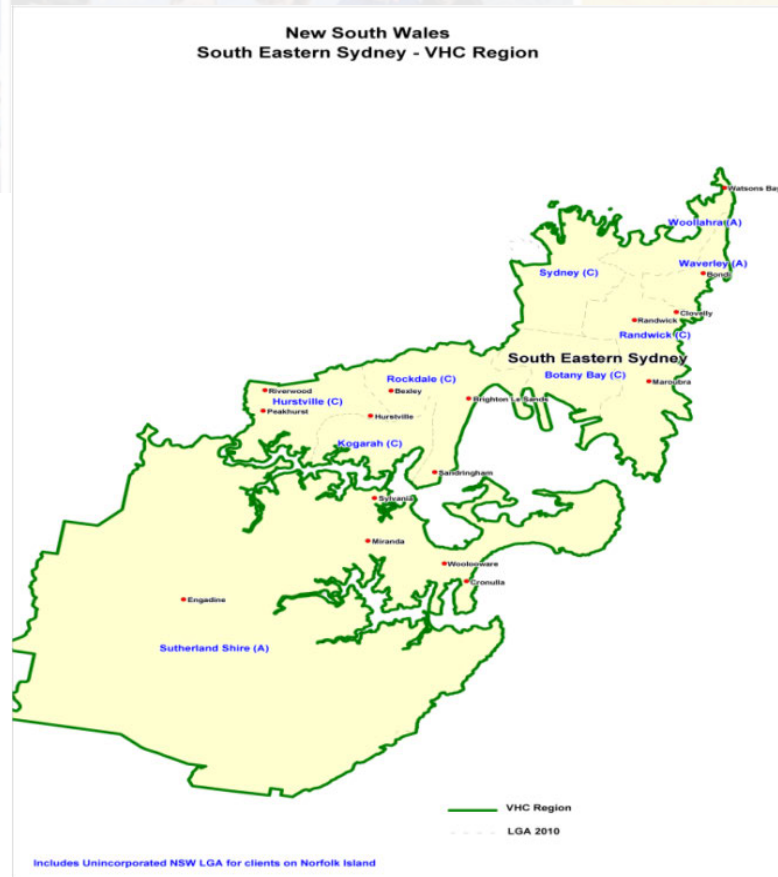 New South Wales
South Eastern Sydney - VHC Region
Watsons Bay
Woollahra (A)
Waverley (A)
Sydney (C)
Bondi
Clovelly
Randwick
Randwick (C)
South Eastern Sydney
Botany Bay (C)
Rockdale (C)
Maroubra
Riverwood
Bexley
Hurstville (C)
Brighton Le Sands
Peakhurst
Hurstville
Kogarah (C)
Sandringham
Sylvania
Miranda
Woolooware
Cronulla
Engadine
Sutherland Shire (A)
VHC Region
LGA 2010
Includes Unincorporated NSW LGA for clients on Norfolk Island